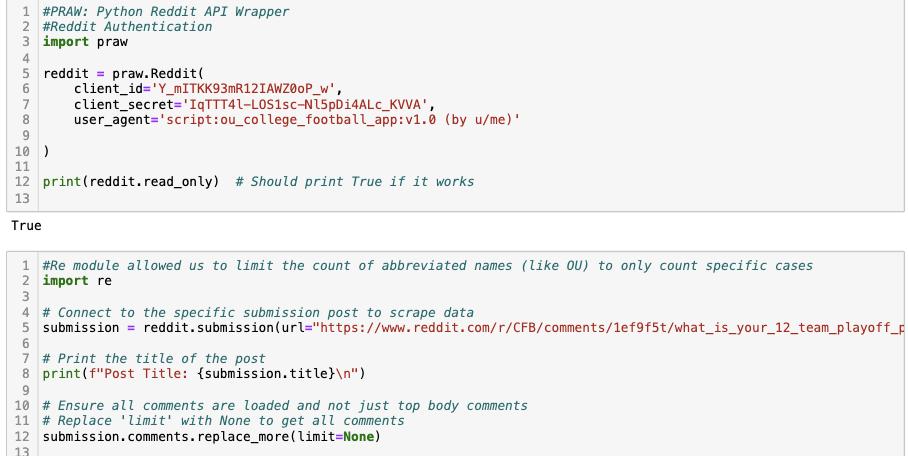 1 #PRAW: Python Reddit API Wrapper
2 #Reddit Authentication
3 import praw
4
5 reddit = praw.Reddit(
6 client_id='Y_mITKK93mR12IAWZ0oP_w',
7 client_secret='IqTTT4l-LOS1sc-Nl5pDi4ALc_KVVA',
8 user_agent='script:ou_college_football_app:v1.0 (by u/me)'
9
10 )
11
12 print(reddit.read_only)  # Should print True if it works
13
True
1 #Re module allowed us to limit the count of abbreviated names (like OU) to only count specific cases
2 import re
3
4 # Connect to the specific submission post to scrape data
5 submission = reddit.submission(url="https://www.reddit.com/r/CFB/comments/1ef9f5t/what_is_your_12_team_playoff_p
6
7 # Print the title of the post
8 print(f"Post Title: {submission.title}\n")
9
10 # Ensure all comments are loaded and not just top body comments
11 # Replace 'limit' with None to get all comments
12 submission.comments.replace_more(limit=None)
13